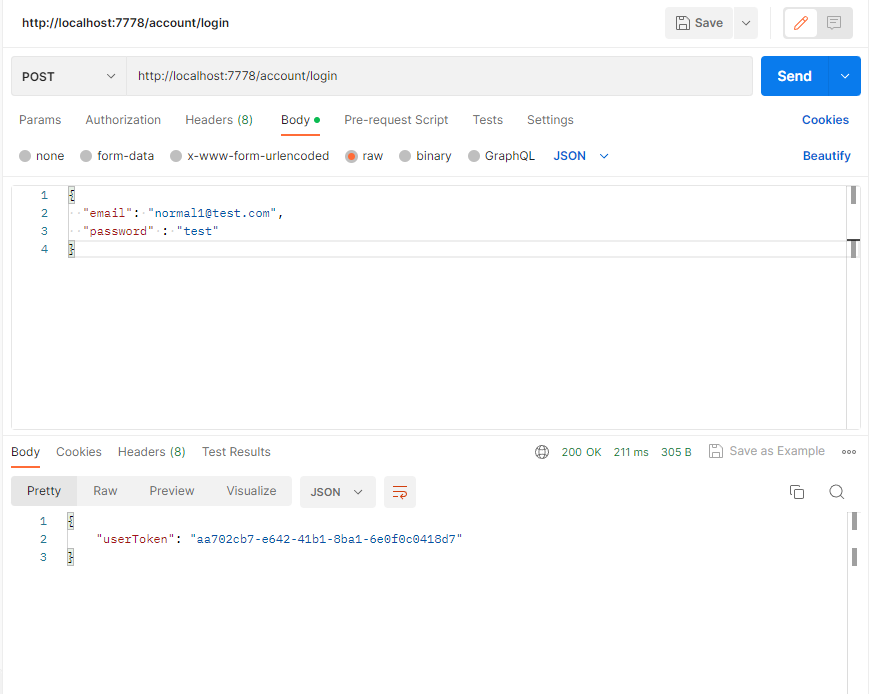 http://localhost:7778/account/login Save
POST http://localhost:7778/account/login Send
Params Authorization Headers (8) Body Pre-request Script Tests Settings Cookies
none form-data x-www-form-urlencoded raw binary GraphQL JSON Beautify
1 {
2 "email": "normal1@test.com",
3 "password" : "test"
4 }
Body Cookies Headers (8) Test Results 200 OK 211 ms 305 B Save as Example
Pretty Raw Preview Visualize JSON
1 {
2 "userToken": "aa702cb7-e642-41b1-8ba1-6e0f0c0418d7"
3 }